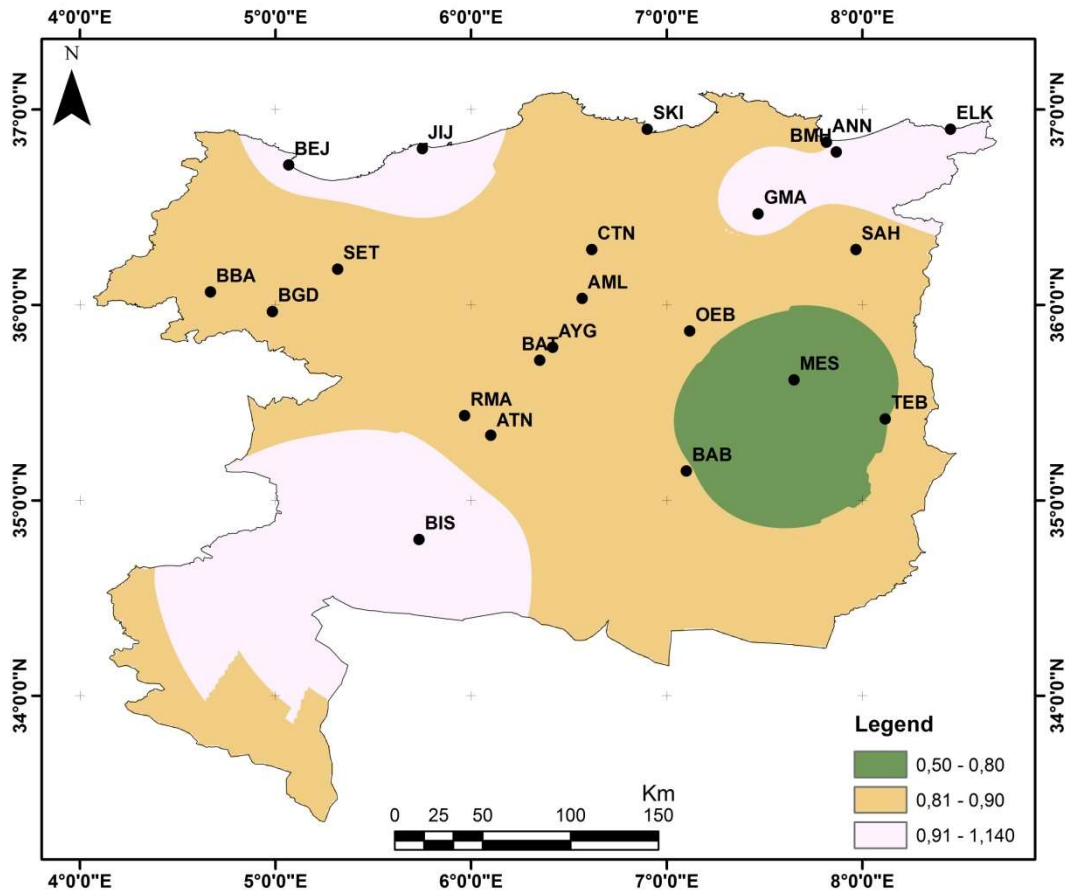 4°0'0"E 5°0'0"E 6°0'0"E 7°0'0"E 8°0'0"E
N
37°0'0"N 37°0'0"N
SKI
ELK
ANN
BMH
JIJ
BEJ
GMA
CTN
SAH
SET
BBA
AML
BGD
36°0'0"N 36°0'0"N
OEB
AYG
BAT
MES
RMA
TEB
ATN
BAB
35°0'0"N 35°0'0"N
BIS
34°0'0"N 34°0'0"N
Legend
0,50 - 0,80
0,81 - 0,90
0,91 - 1,140
Km
0 25 50 100 150
4°0'0"E 5°0'0"E 6°0'0"E 7°0'0"E 8°0'0"E